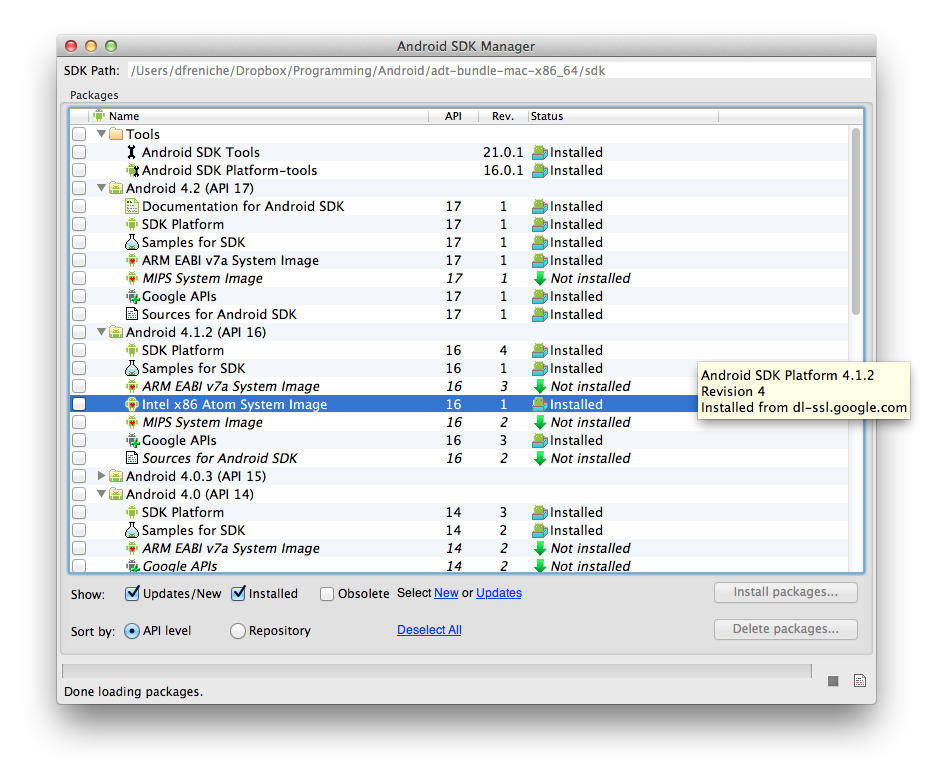 Android SDK Manager
SDK Path: /Users/dfreniche/Dropbox/Programming/Android/adt-bundle-mac-x86_64/sdk
Packages
Name API Rev. Status
Tools
Android SDK Tools 21.0.1 Installed
Android SDK Platform-tools 16.0.1 Installed
Android 4.2 (API 17)
Documentation for Android SDK 17 1 Installed
SDK Platform 17 1 Installed
Samples for SDK 17 1 Installed
ARM EABI v7a System Image 17 1 Installed
MIPS System Image 17 1 Not installed
Google APIs 17 1 Installed
Sources for Android SDK 17 1 Installed
Android 4.1.2 (API 16)
SDK Platform 16 4 Installed
Samples for SDK 16 1 Installed
ARM EABI v7a System Image 16 3 Not installed
Intel x86 Atom System Image 16 1 Installed
MIPS System Image 16 2 Not installed
Google APIs 16 3 Installed
Sources for Android SDK 16 2 Not installed
Android 4.0.3 (API 15)
Android 4.0 (API 14)
SDK Platform 14 3 Installed
Samples for SDK 14 2 Installed
ARM EABI v7a System Image 14 2 Not installed
Google APIs 14 2 Not installed
Android SDK Platform 4.1.2
Revision 4
Installed from dl-ssl.google.com
Show: Updates/New Installed Obsolete Select New or Updates Install packages...
Sort by: API level Repository Deselect All Delete packages...
Done loading packages.